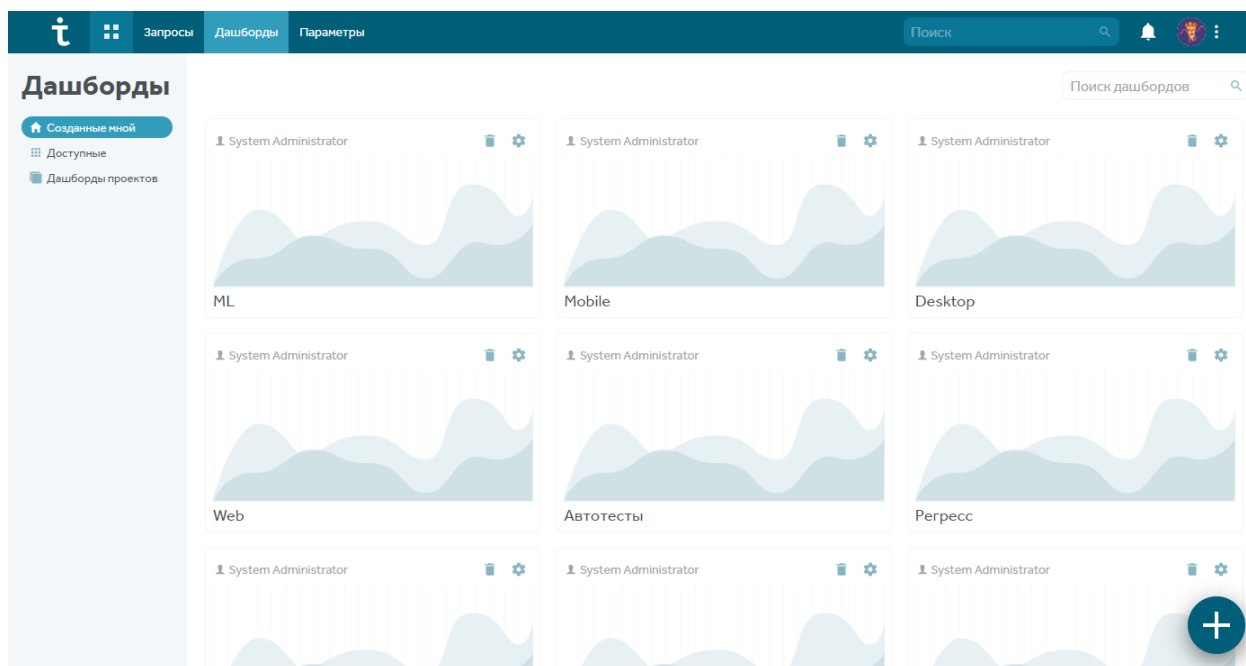 Запросы
Дашборды
Параметры
Поиск
Дашборды
Поиск дашбордов
Созданные мной
Доступные
Дашборды проектов
System Administrator
System Administrator
System Administrator
ML
Mobile
Desktop
System Administrator
System Administrator
System Administrator
Web
Автотесты
Регресс
System Administrator
System Administrator
System Administrator